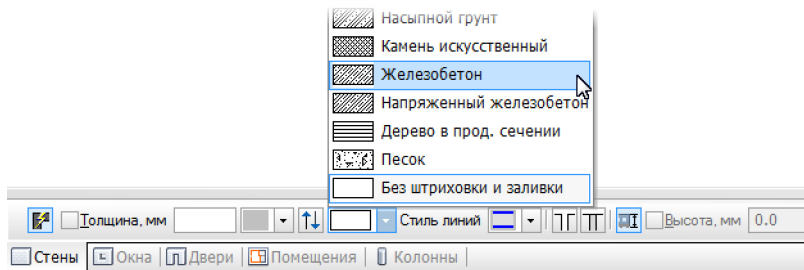 Насыпной грунт
Камень искусственный
Железобетон
Напряженный железобетон
Дерево в прод. сечении
Песок
Без штриховки и заливки
Толщина, мм Стиль линий Высота, мм 0.0
Стены Окна Двери Помещения Колонны